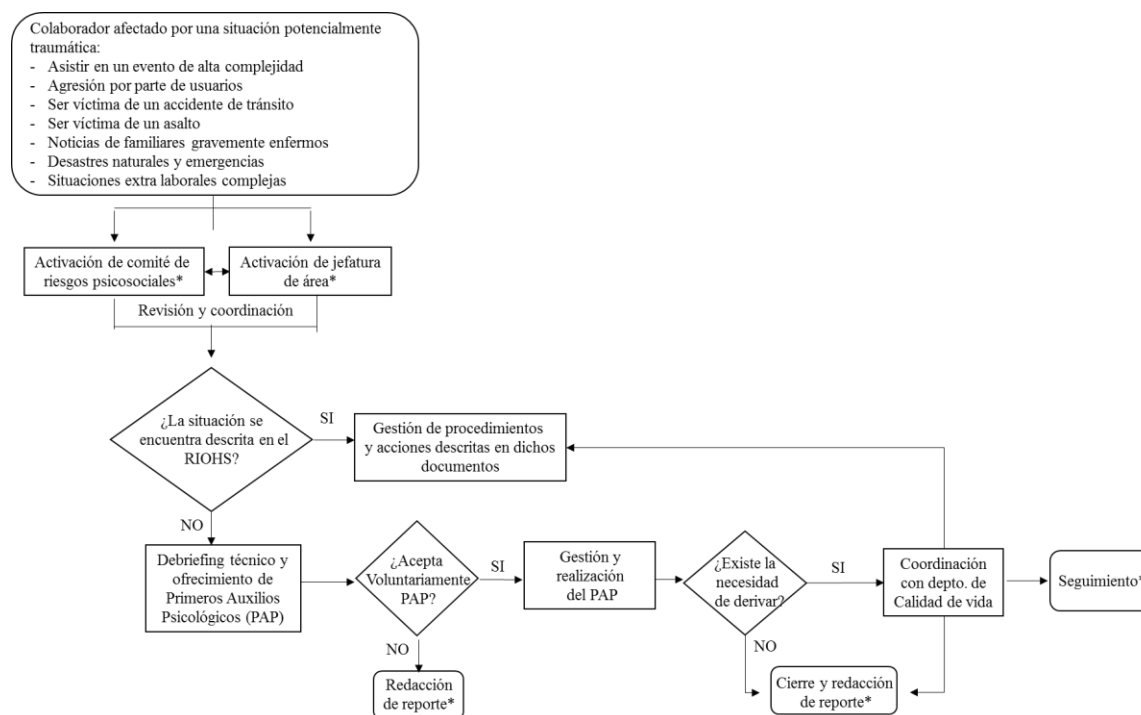 Colaborador afectado por una situación potencialmente
traumática:
- Asistir en un evento de alta complejidad
- Agresión por parte de usuarios
- Ser víctima de un accidente de tránsito
- Ser víctima de un asalto
- Noticias de familiares gravemente enfermos
- Desastres naturales y emergencias
- Situaciones extra laborales complejas
Activación de comité de
riesgos psicosociales*
Activación de jefatura
de área*
Revisión y coordinación
¿La situación se
encuentra descrita en el
RIOHS?
SI
Gestión de procedimientos
y acciones descritas en dichos
documentos
NO
Debriefing técnico y
ofrecimiento de
Primeros Auxilios
Psicológicos (PAP)
¿Acepta
Voluntariamente
PAP?
SI
Gestión y
realización
del PAP
¿Existe la
necesidad
de derivar?
SI
Coordinación
con depto. de
Calidad de vida
Seguimiento*
NO
Redacción de
reporte*
NO
Cierre y redacción
de reporte*